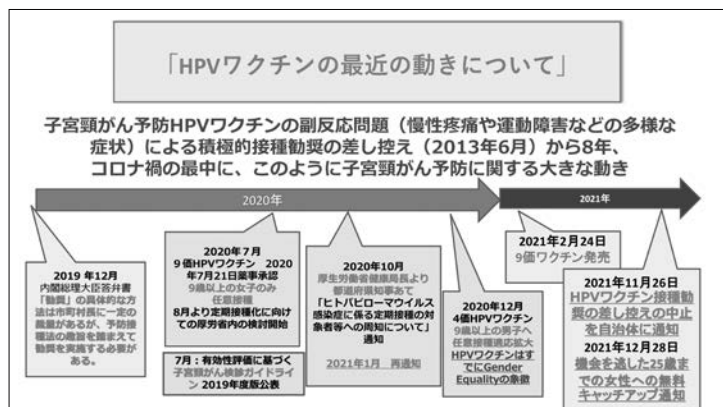 「HPVワクチンの最近の動きについて」
子宮頸がん予防HPVワクチンの副反応問題（慢性疼痛や運動障害などの多様な
症状）による積極的接種勧奨の差し控え（2013年6月）から8年、
コロナ禍の最中に、このように子宮頸がん予防に関する大きな動き
2020年
2021年
2019 年12月
内閣総理大臣答弁書
「勧奨」の具体的な方
法は市町村長に一定の
裁量があるが、予防接
種法の趣旨を踏まえて
勧奨を実施する必要が
ある。
2020年７月
９価HPVワクチン　2020
年7月21日薬事承認
9歳以上の女子のみ
任意接種
8月より定期接種化に向け
ての厚労省内の検討開始
7月：有効性評価に基づく
子宮頸がん検診ガイドライ
ン 2019年度版公表
2020年10月
厚生労働省健康局長より
都道府県知事あて
「ヒトパピローマウイルス
感染症に係る定期接種の対
象者等への周知について」
通知
2021年1月　再通知
2020年12月
4価HPVワクチン
9歳以上の男子へ
任意接種適応拡大
HPVワクチンはす
でにGender
Equalityの象徴
2021年2月24日
9価ワクチン発売
2021年11月26日
HPVワクチン接種勧
奨の差し控えの中止
を自治体に通知
2021年12月28日
機会を逃した25歳ま
での女性への無料
キャッチアップ通知